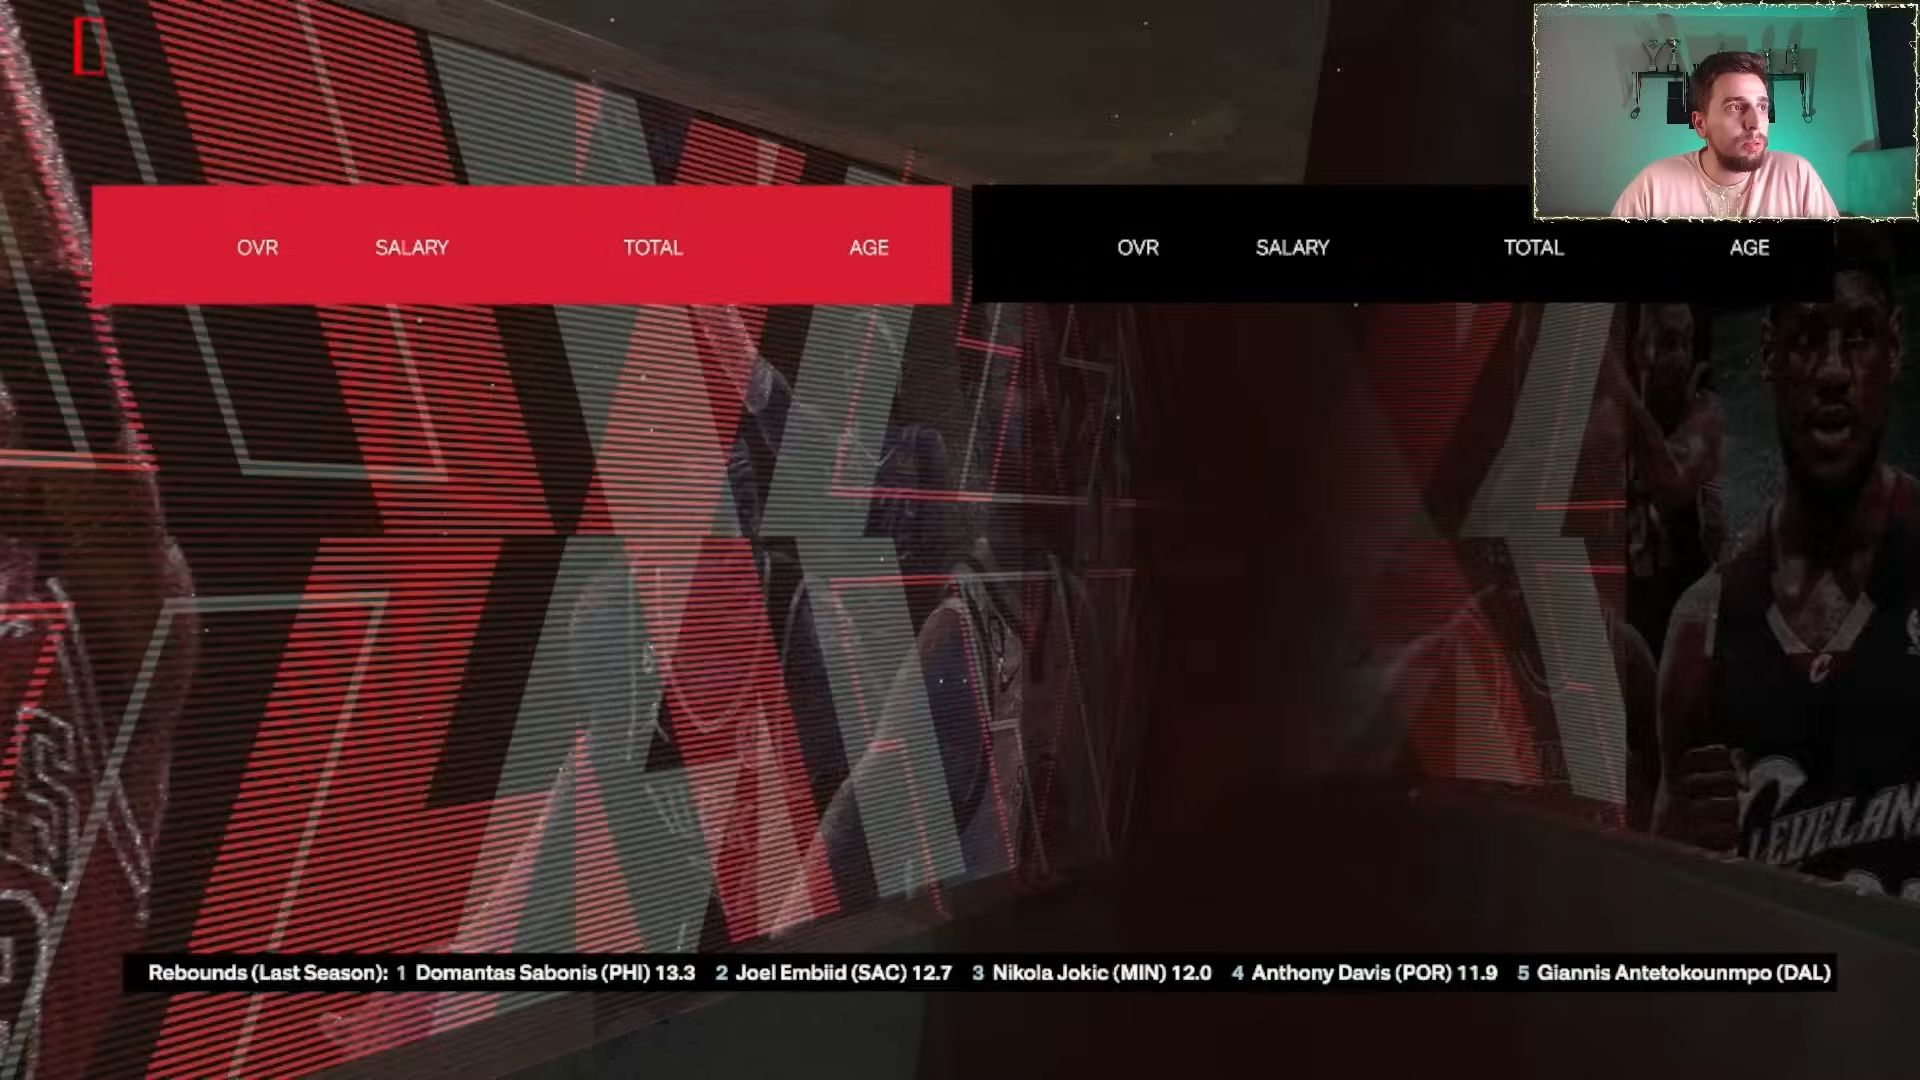 OVR SALARY TOTAL AGE
OVR SALARY TOTAL AGE
CLEVELAN
Rebounds (Last Season): 1 Domantas Sabonis (PHI) 13.3 2 Joel Embiid (SAC) 12.7 3 Nikola Jokic (MIN) 12.0 4 Anthony Davis (POR) 11.9 5 Giannis Antetokounmpo (DAL)